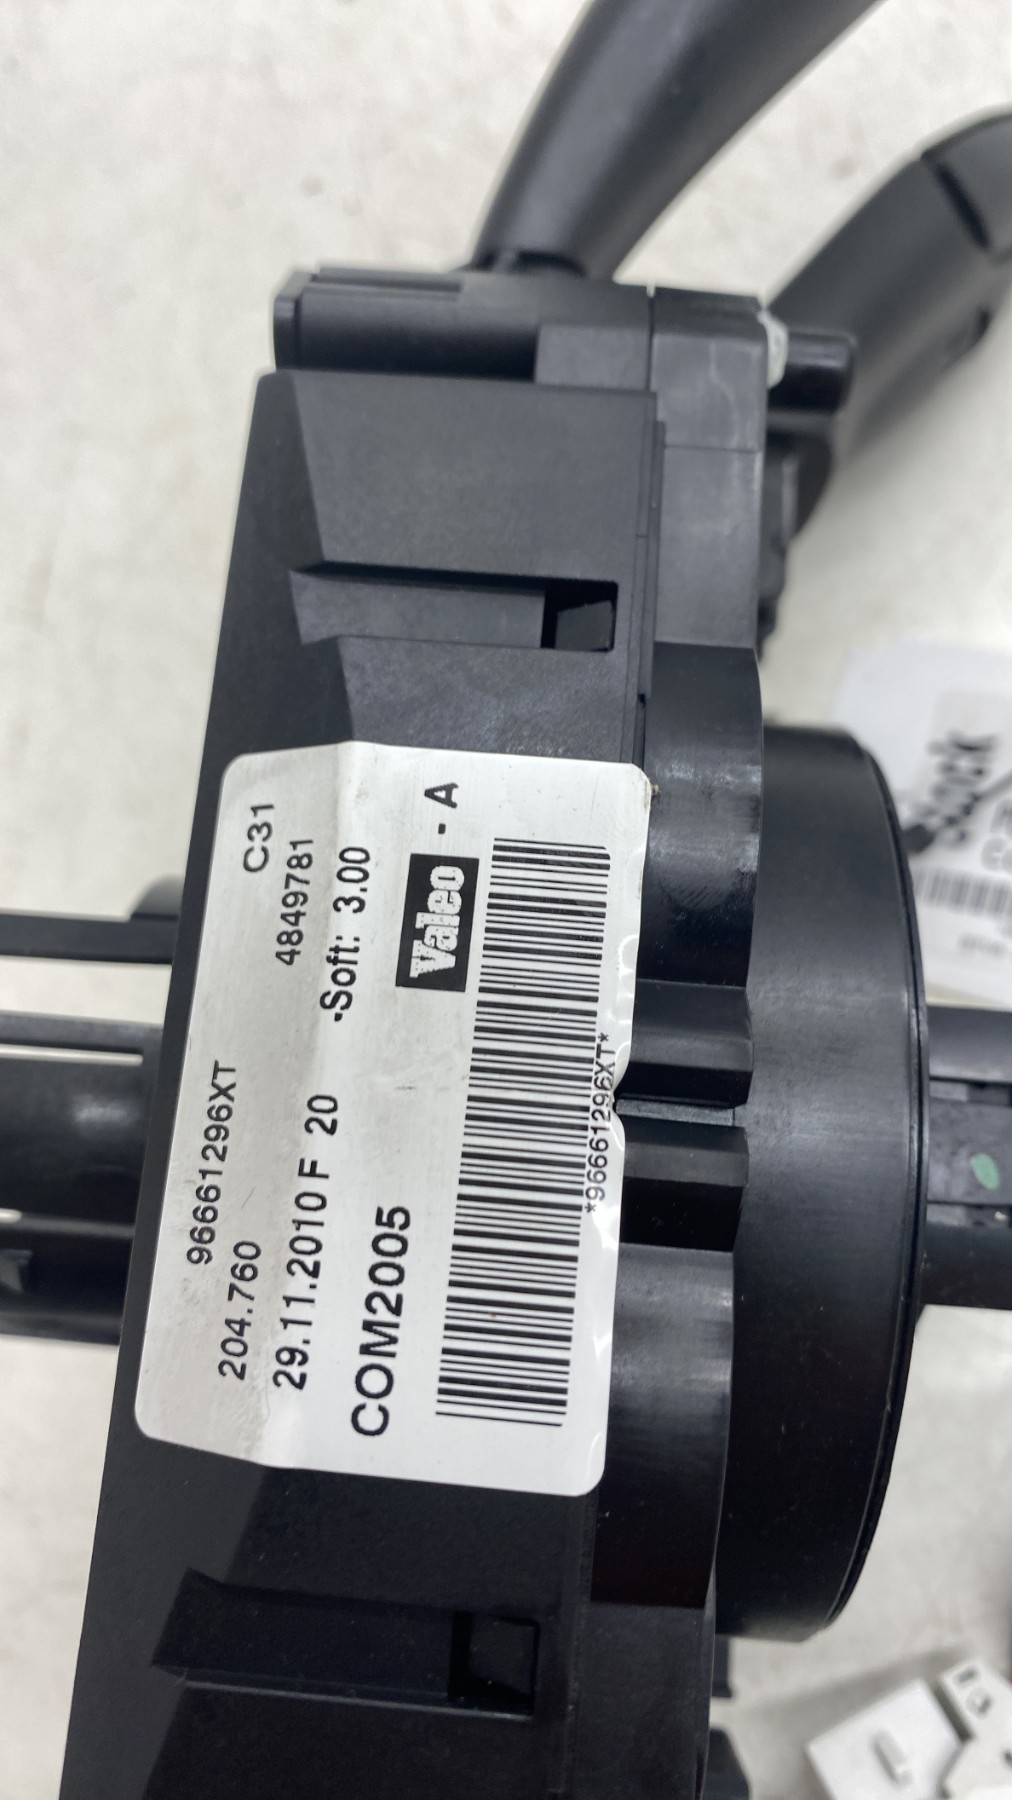 96661296XT C31
204.760 4849781
29.11.2010 F 20 -Soft: 3.00
COM2005 Valeo - A
*96661296XT*